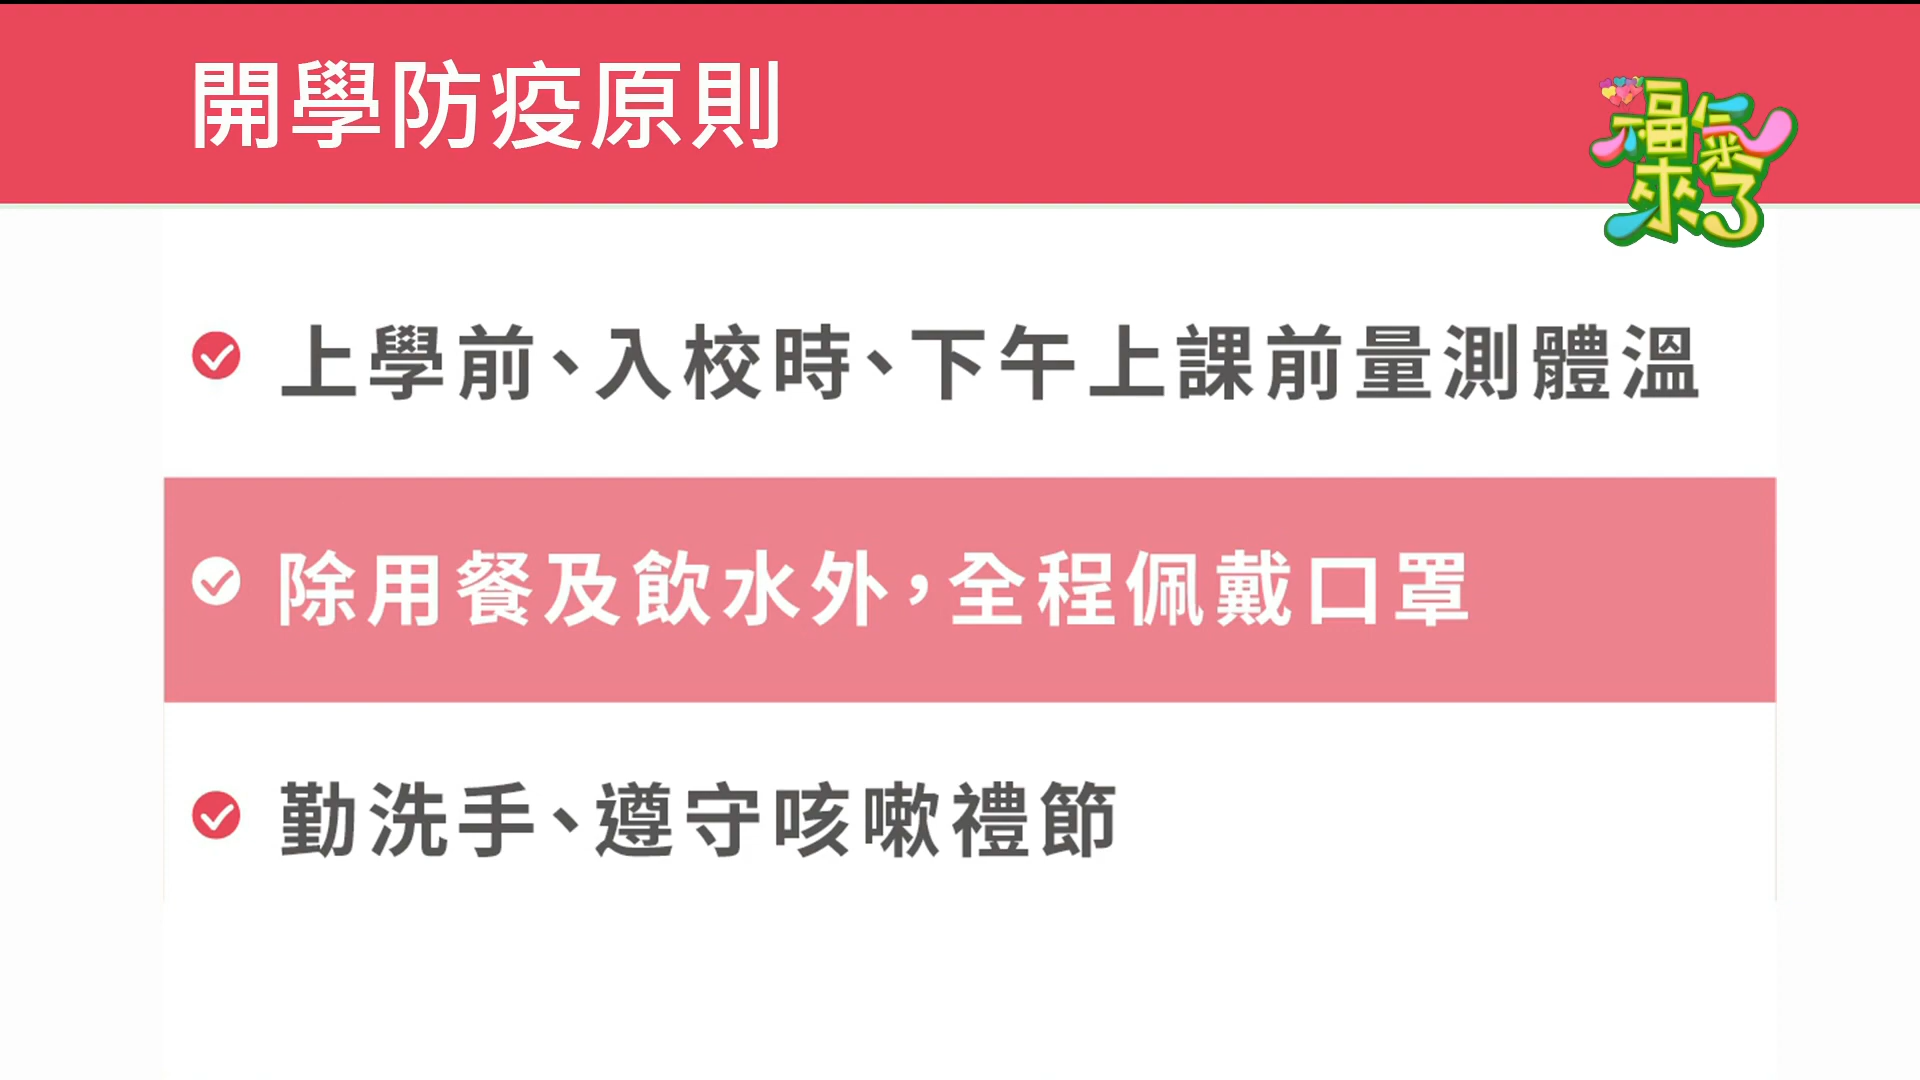 開學防疫原則
福氣來了
上學前、入校時、下午上課前量測體溫
除用餐及飲水外，全程佩戴口罩
勤洗手、遵守咳嗽禮節